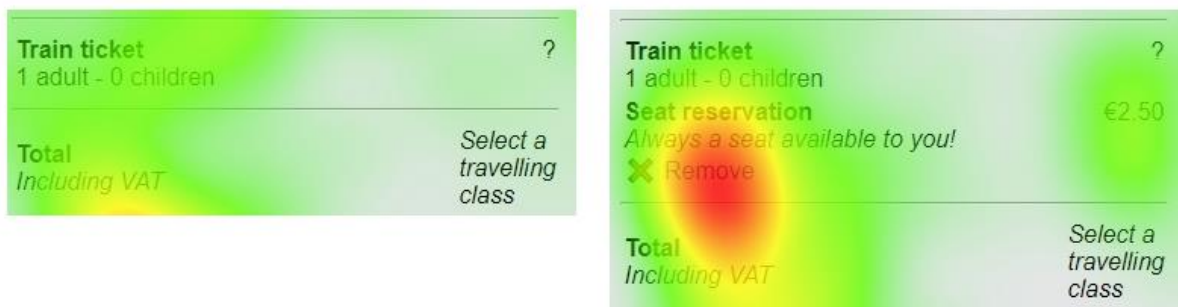 Train ticket
?
1 adult - 0 children
Total
Including VAT
Select a
travelling
class
Train ticket
?
1 adult - 0 children
Seat reservation
€2,50
Always a seat available to you!
Remove
Total
Including VAT
Select a
travelling
class